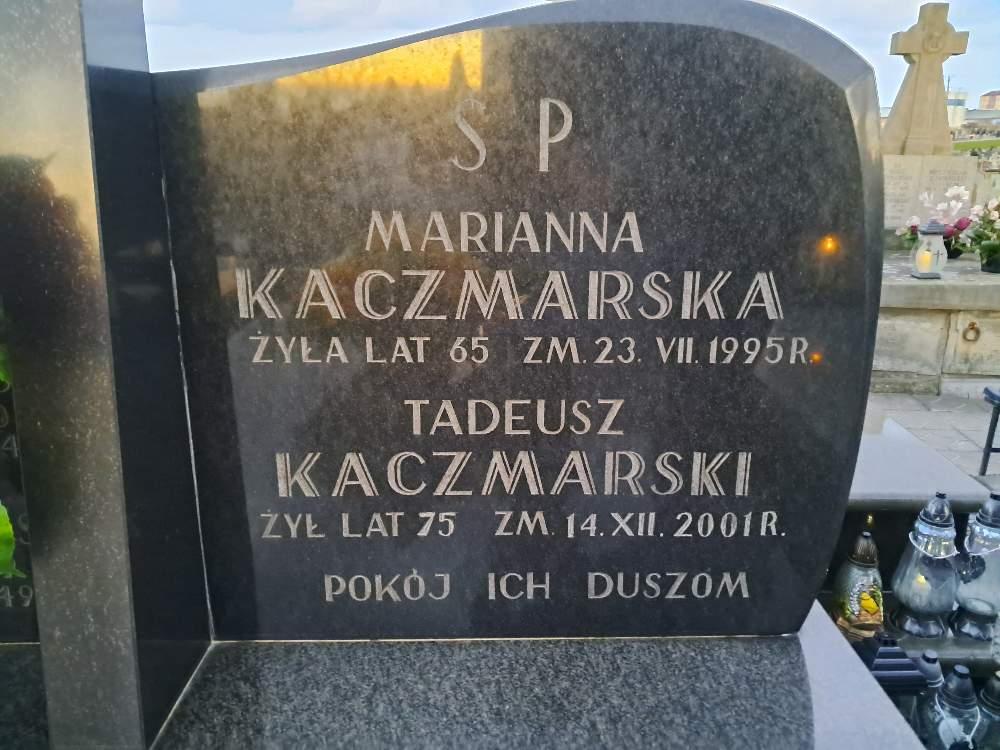 S P
MARIANNA
KACZMARSKA
ŻYŁA LAT 65 ZM. 23. VII. 1995 R.
TADEUSZ
KACZMARSKI
ŻYŁ LAT 75 ZM. 14. XII. 2001 R.
POKÓJ ICH DUSZOM